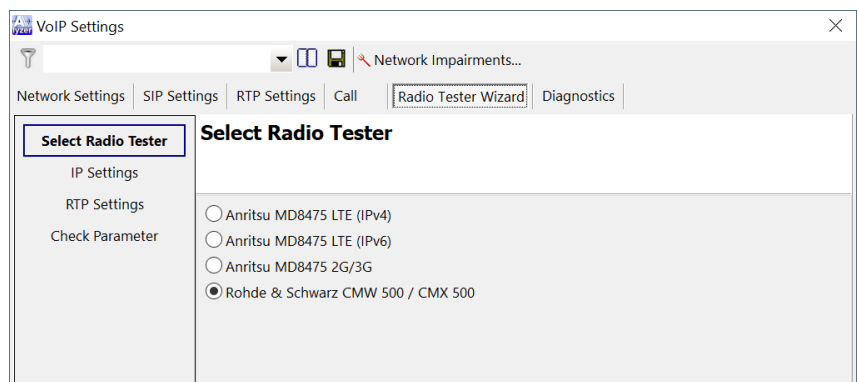 VoIP Settings
Network Impairments...
Network Settings SIP Settings RTP Settings Call Radio Tester Wizard Diagnostics
Select Radio Tester
IP Settings
RTP Settings
Check Parameter
Select Radio Tester
Anritsu MD8475 LTE (IPv4)
Anritsu MD8475 LTE (IPv6)
Anritsu MD8475 2G/3G
Rohde & Schwarz CMW 500 / CMX 500